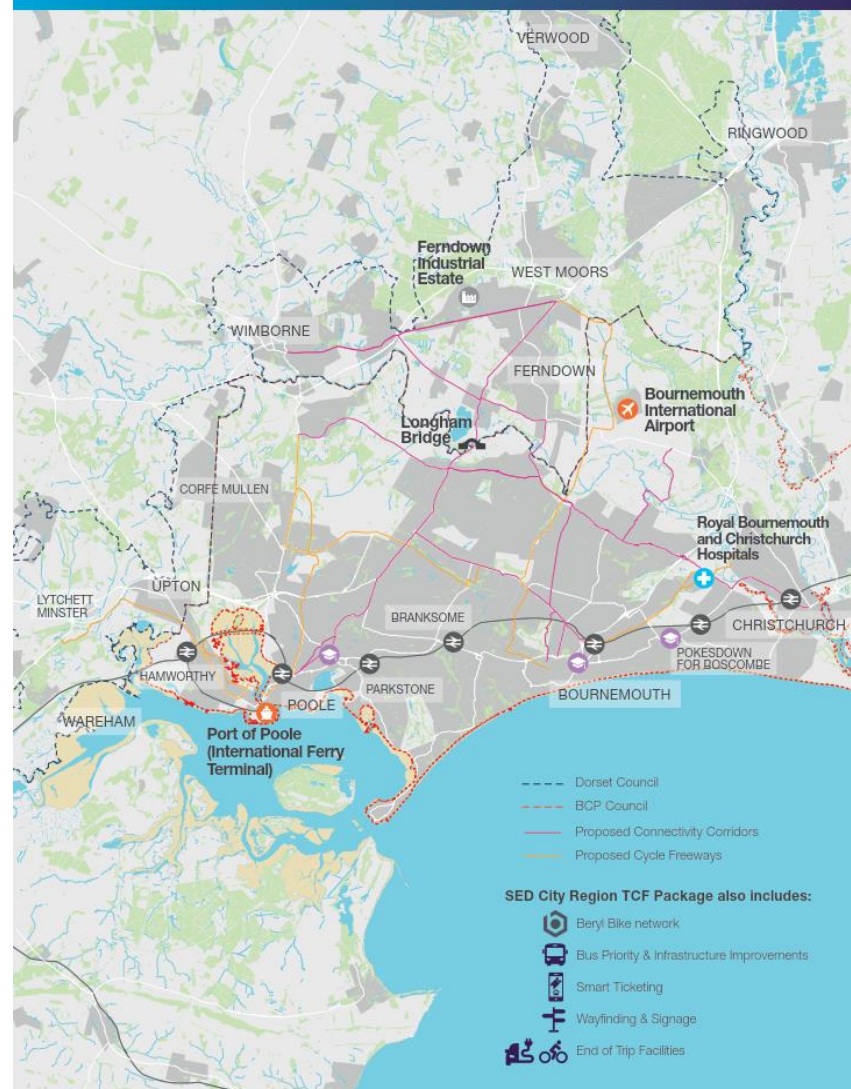 VERWOOD
RINGWOOD
Ferndown
Industrial
Estate
WEST MOORS
WIMBORNE
FERNDOWN
Bournemouth
International
Airport
Longham
Bridge
CORFE MULLEN
Royal Bournemouth
and Christchurch
Hospitals
UPTON
LYTCHETT
MINSTER
BRANKSOME
CHRISTCHURCH
POKESDOWN
FOR BOSCOMBE
HAMWORTHY
PARKSTONE
BOURNEMOUTH
POOLE
WAREHAM
Port of Poole
(International Ferry
Terminal)
Dorset Council
BCP Council
Proposed Connectivity Corridors
Proposed Cycle Freeways
SED City Region TCF Package also includes:
Beryl Bike network
Bus Priority & Infrastructure Improvements
Smart Ticketing
Wayfinding & Signage
End of Trip Facilities